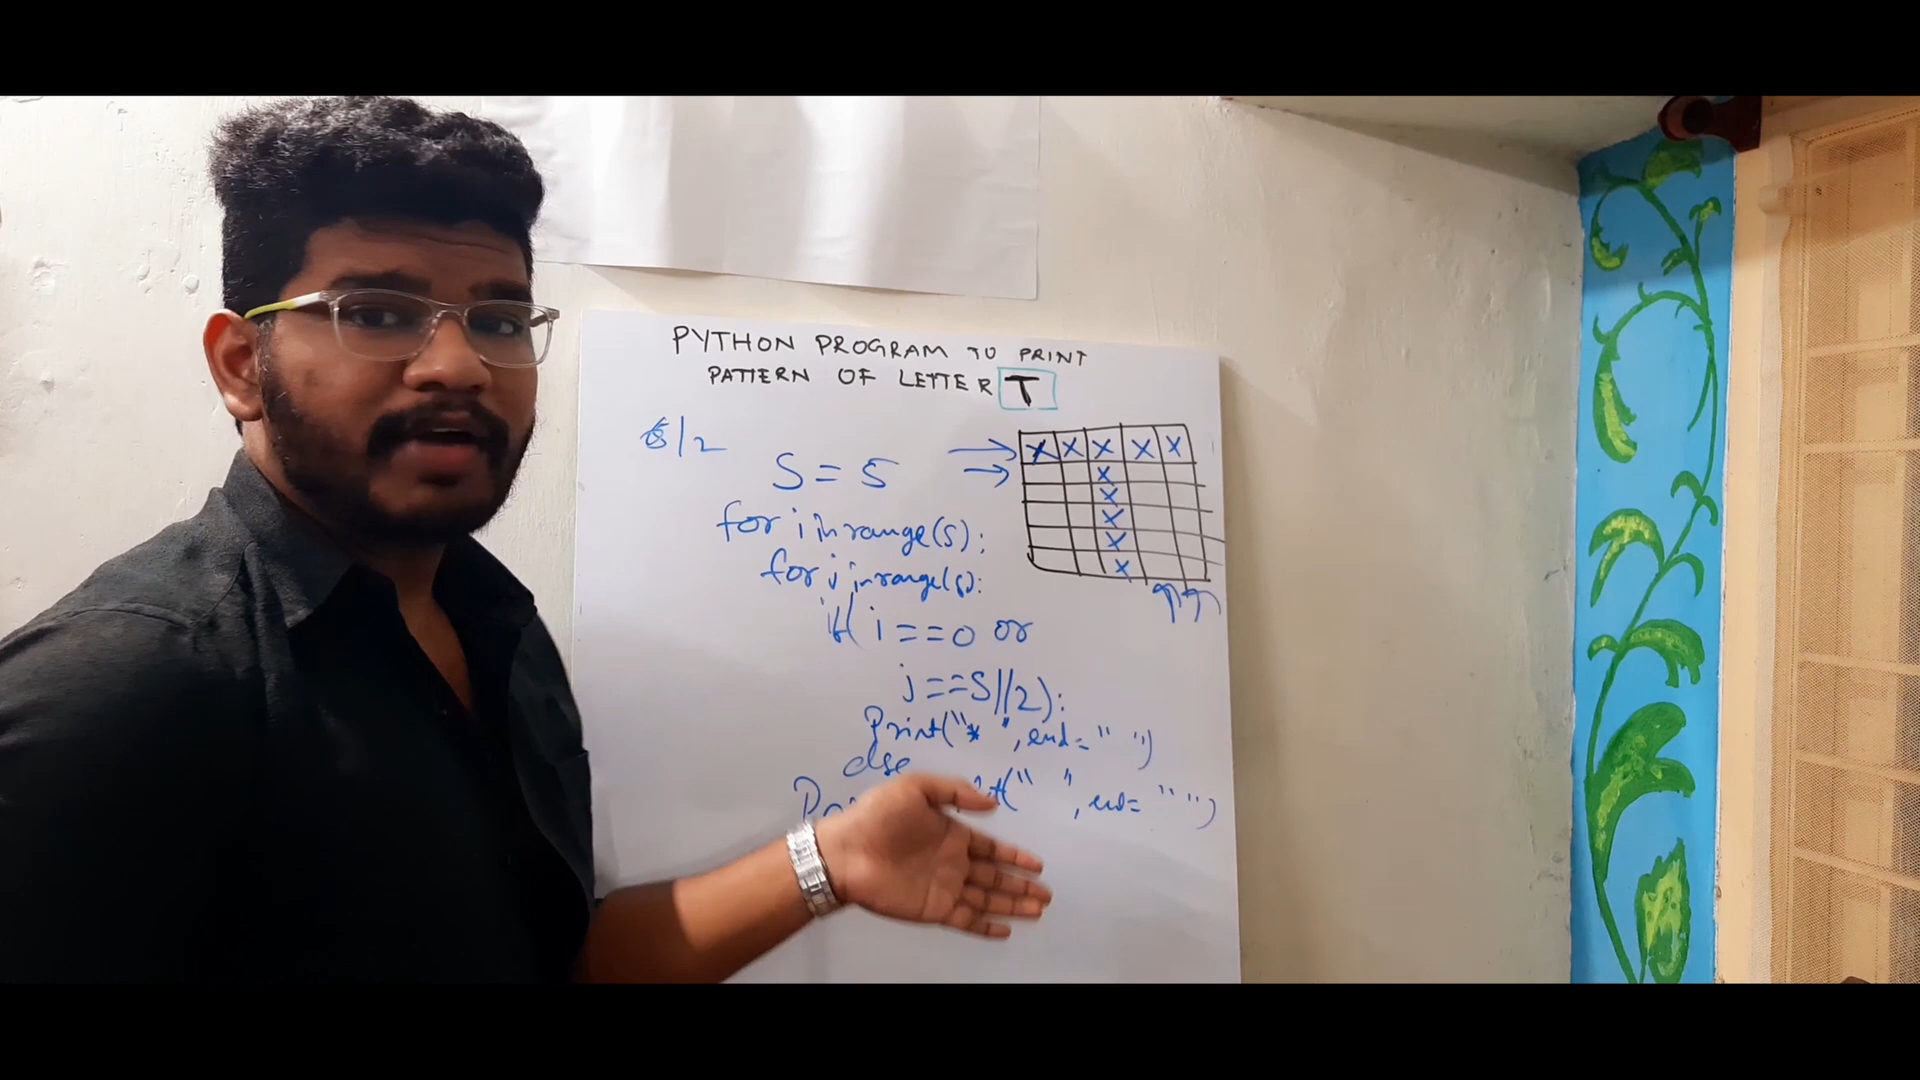 PYTHON PROGRAM TO PRINT
PATTERN OF LETTER T
/2
S = 5
for i in range(s):
for j in range(s):
if( i == 0 or
j == S//2):
Print("* ", end=" ")
else
(" ", end= " ")
X X X X X
X
X
X
X
X